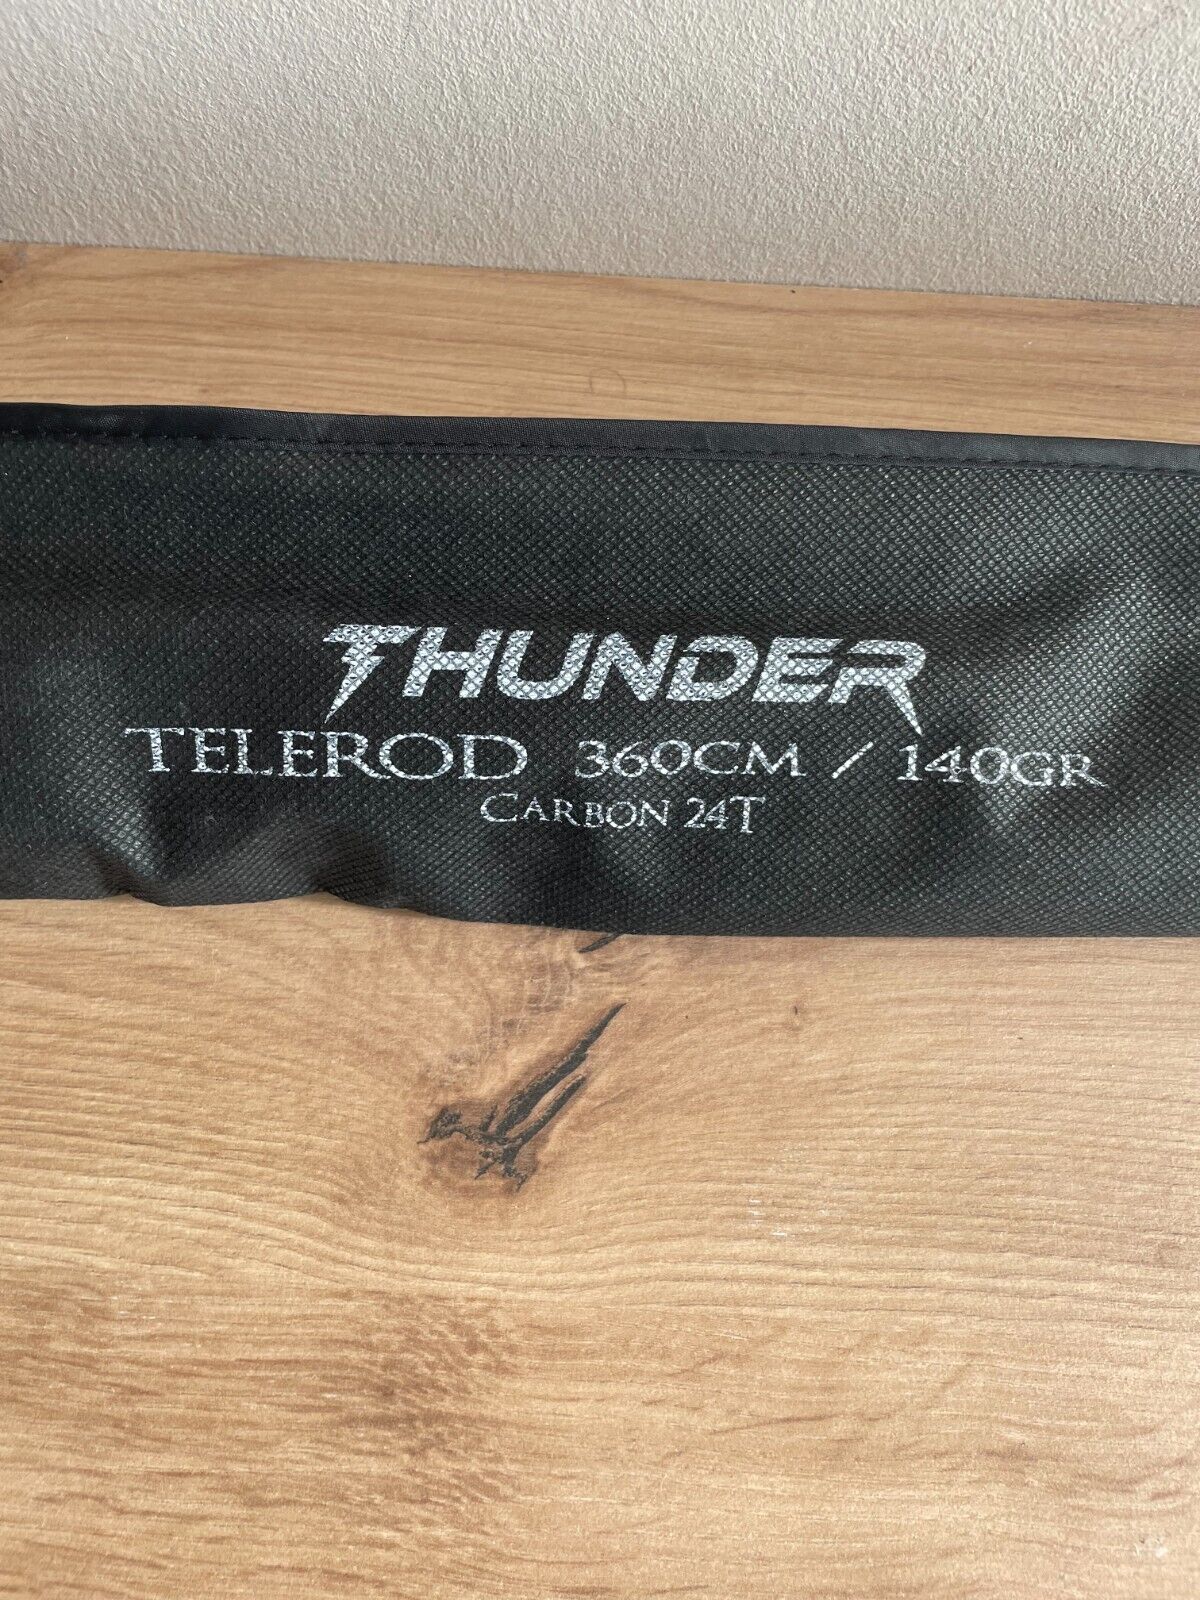 THUNDER
TELEROD 360CM / 140GR
CARBON 24T